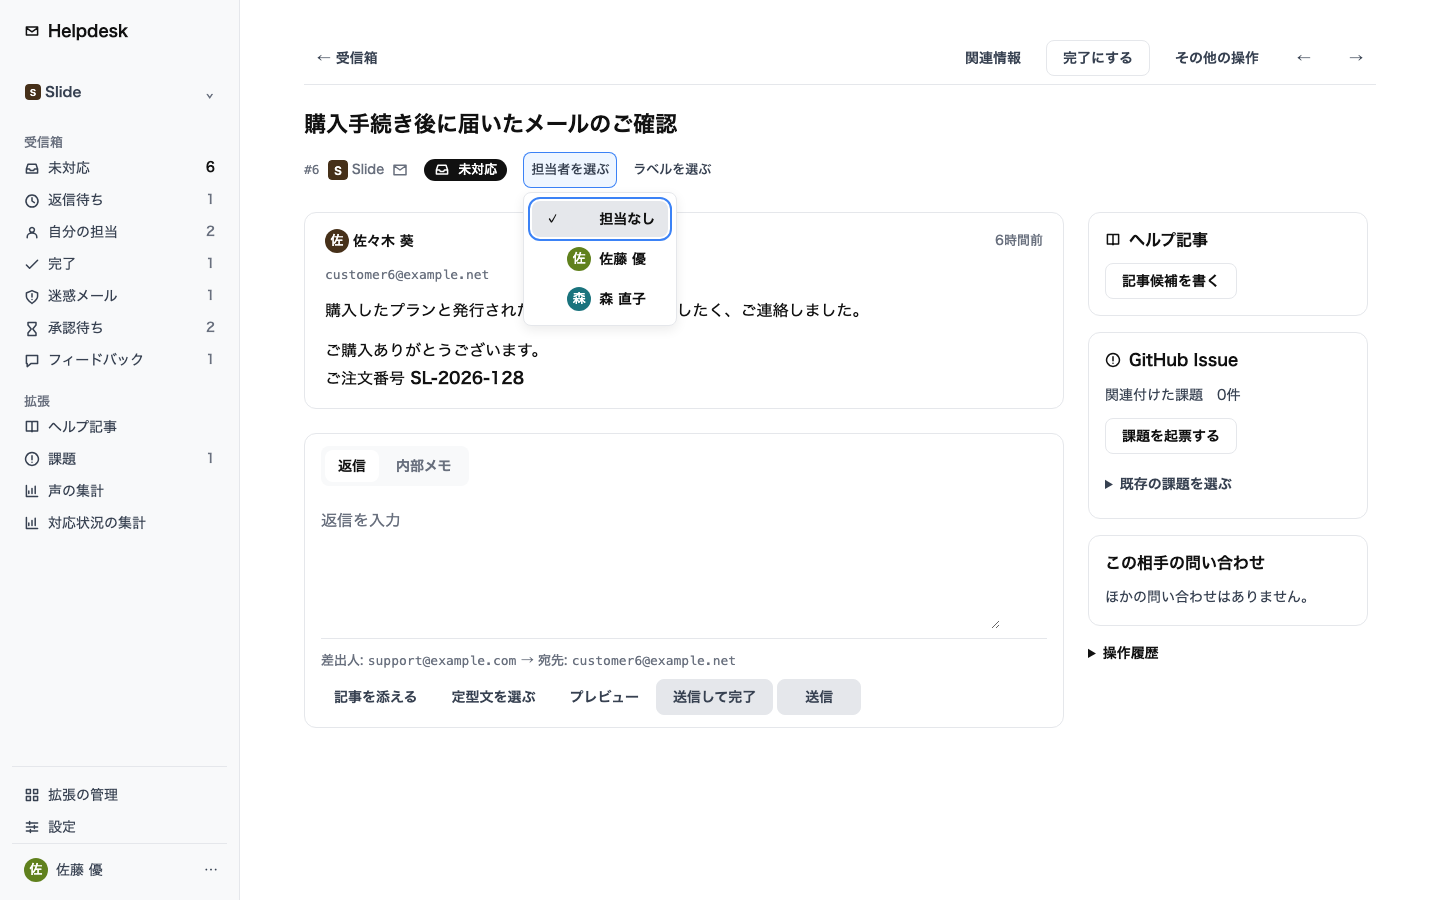 Helpdesk
S Slide
受信箱
未対応 6
返信待ち 1
自分の担当 2
完了 1
迷惑メール 1
承認待ち 2
フィードバック 1
拡張
ヘルプ記事
課題 1
声の集計
対応状況の集計
拡張の管理
設定
佐 佐藤 優 …
← 受信箱
関連情報 完了にする その他の操作 ← →
購入手続き後に届いたメールのご確認
#6 S Slide 未対応 担当者を選ぶ ラベルを選ぶ
✓ 担当なし
佐 佐藤 優
森 森 直子
佐 佐々木 葵 6時間前
customer6@example.net
購入したプランと発行され したく、ご連絡しました。
ご購入ありがとうございます。
ご注文番号 SL-2026-128
返信 内部メモ
返信を入力
差出人: support@example.com → 宛先: customer6@example.net
記事を添える 定型文を選ぶ プレビュー 送信して完了 送信
ヘルプ記事
記事候補を書く
GitHub Issue
関連付けた課題 0件
課題を起票する
▶ 既存の課題を選ぶ
この相手の問い合わせ
ほかの問い合わせはありません。
▶ 操作履歴